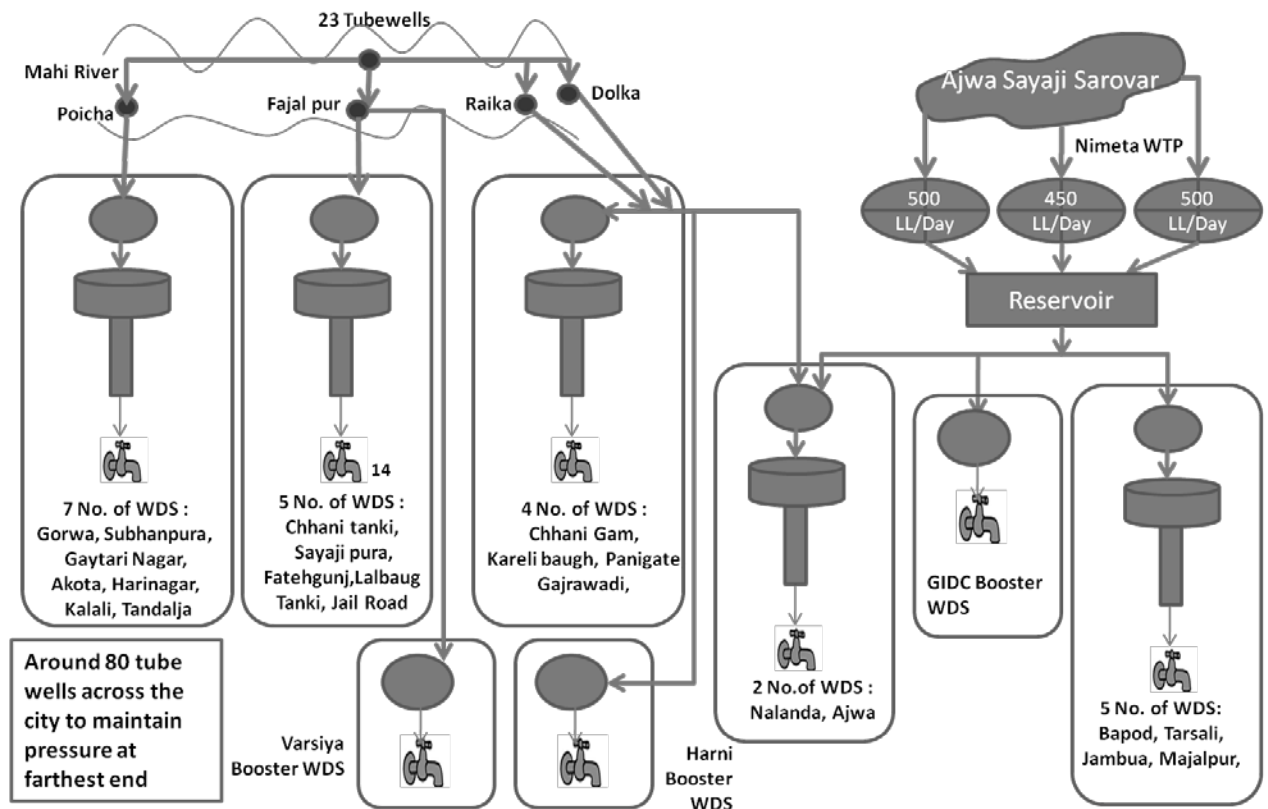 23 Tubewells
Mahi River
Poicha
Fajal pur
Raika
Dolka
Ajwa Sayaji Sarovar
Nimeta WTP
500
LL/Day
450
LL/Day
500
LL/Day
Reservoir
14
7 No. of WDS :
Gorwa, Subhanpura,
Gaytari Nagar,
Akota, Harinagar,
Kalali, Tandalja
5 No. of WDS :
Chhani tanki,
Sayaji pura,
Fatehgunj,Lalbaug
Tanki, Jail Road
4 No. of WDS :
Chhani Gam,
Kareli baugh, Panigate
Gajrawadi,
2 No.of WDS :
Nalanda, Ajwa
GIDC Booster
WDS
5 No. of WDS:
Bapod, Tarsali,
Jambua, Majalpur,
Around 80 tube
wells across the
city to maintain
pressure at
farthest end
Varsiya
Booster WDS
Harni
Booster
WDS